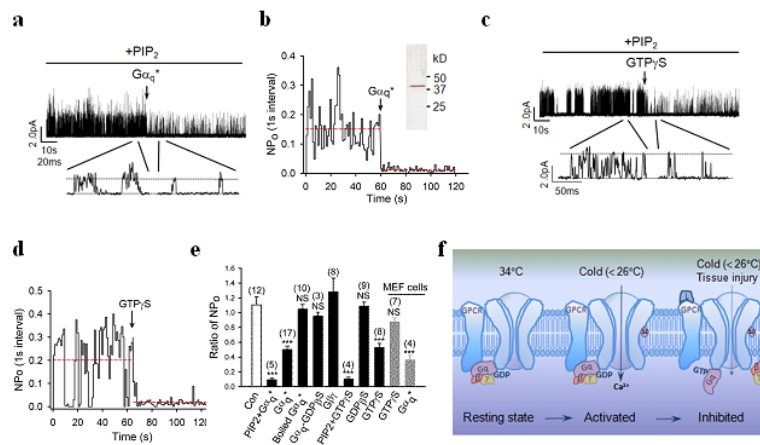 a
+PIP2
Gαq*
2.0pA
10s
20ms
b
NPO (1s interval)
0.4
0.3
0.2
0.1
0.0
0 20 40 60 80 100 120
Time (s)
Gαq*
kD
50
37
25
c
+PIP2
GTPγS
2.0pA
10s
2.0pA
50ms
d
NPO (1s interval)
0.5
0.4
0.3
0.2
0.1
0.0
0 20 40 60 80 100 120
Time (s)
GTPγS
e
Ratio of NPO
1.6
1.4
1.2
1.0
0.8
0.6
0.4
0.2
0.0
(12)
(5)
***
(17)
***
(10)
NS
(3)
NS
(8)
(4)
***
(9)
NS
(8)
***
MEF cells
(7)
NS
(4)
***
Con
PIP2+Gαq*
Gαq*
Boiled Gαq*
Gαq-GDPβS
Gβγ
PIP2+GTPγS
GDPβS
GTPγS
GTPγS
Gαq*
f
34°C
Cold (< 26°C)
Cold (<26°C)
Tissue injury
GPCR
GPCR
GPCR
Gq
β
γ
GDP
Gq
β
γ
GDP
Ca²⁺
GTP
Gq
β
γ
Resting state
Activated
Inhibited